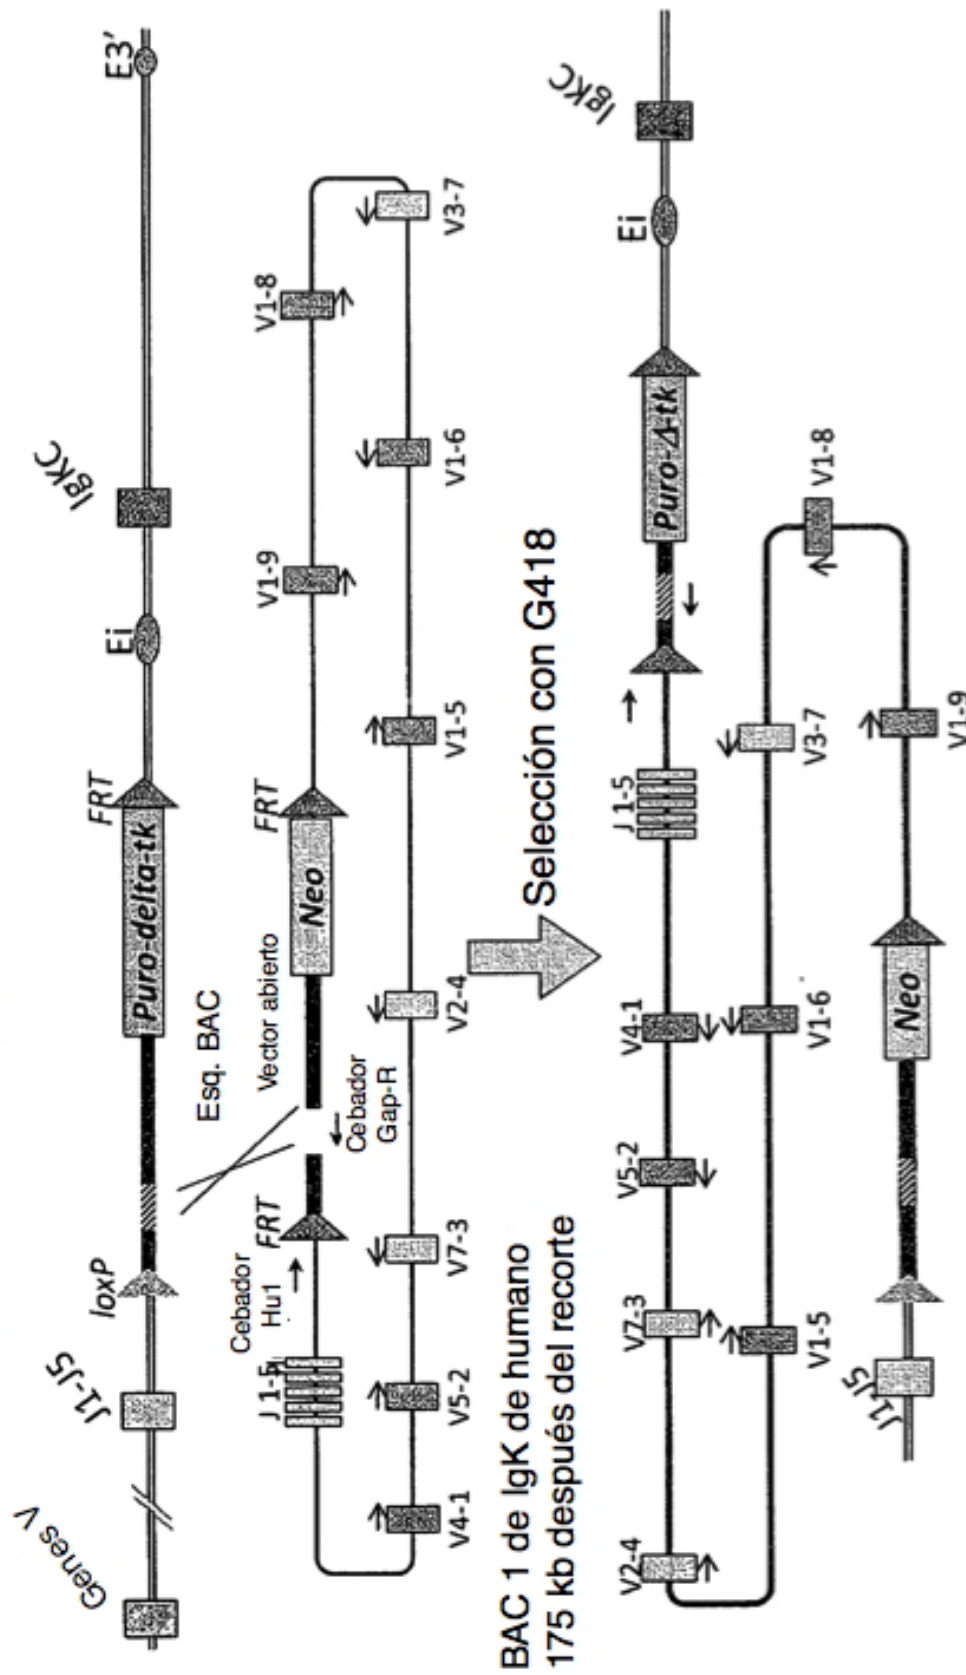 Genes V
J1-J5
loxP
Puro-delta-tk
FRT
Ei
IgKC
E3'
Esq. BAC
Vector abierto
Cebador
Hu1
J 1-5
FRT
Cebador
Gap-R
Neo
FRT
V1-9
V1-8
V4-1
V5-2
V7-3
V2-4
V1-5
V1-6
V3-7
BAC 1 de IgK de humano
175 kb después del recorte
Selección con G418
V2-4
V7-3
V5-2
V4-1
J 1-5
Puro-Δ-tk
Ei
IgKC
V1-5
V1-6
V3-7
V1-8
J1-J5
Neo
V1-9